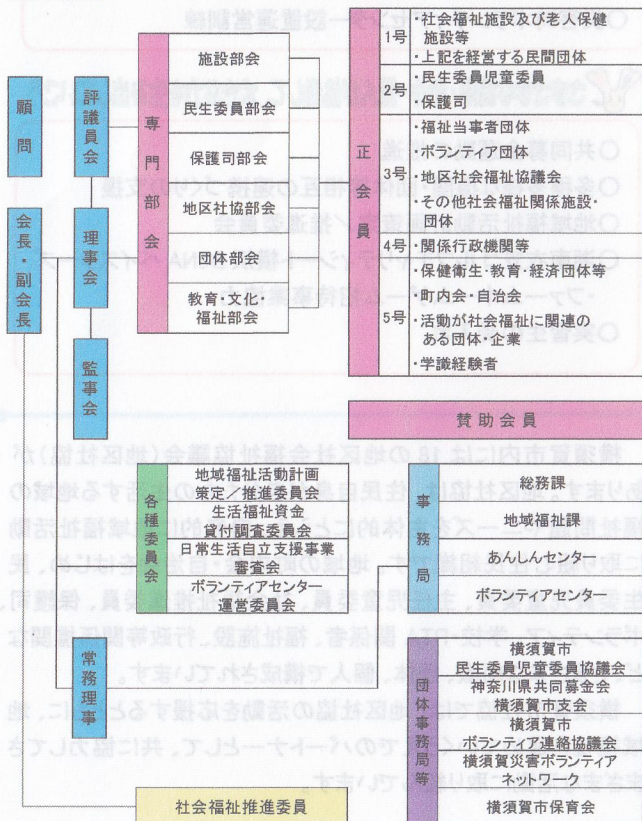 顧問
会長・副会長
評議員会
理事会
監事会
専門部会
施設部会
民生委員部会
保護司部会
地区社協部会
団体部会
教育・文化・
福祉部会
正会員
1号
・社会福祉施設及び老人保健
施設等
・上記を経営する民間団体
2号
・民生委員児童委員
・保護司
3号
・福祉当事者団体
・ボランティア団体
・地区社会福祉協議会
・その他社会福祉関係施設・
団体
4号
・関係行政機関等
5号
・保健衛生・教育・経済団体等
・町内会・自治会
・活動が社会福祉に関連の
ある団体・企業
・学識経験者
賛助会員
各種委員会
地域福祉活動計画
策定／推進委員会
生活福祉資金
貸付調査委員会
日常生活自立支援事業
審査会
ボランティアセンター
運営委員会
常務理事
事務局
総務課
地域福祉課
あんしんセンター
ボランティアセンター
団体事務局等
横須賀市
民生委員児童委員協議会
神奈川県共同募金会
横須賀市支会
横須賀市
ボランティア連絡協議会
横須賀災害ボランティア
ネットワーク
横須賀市保育会
社会福祉推進委員